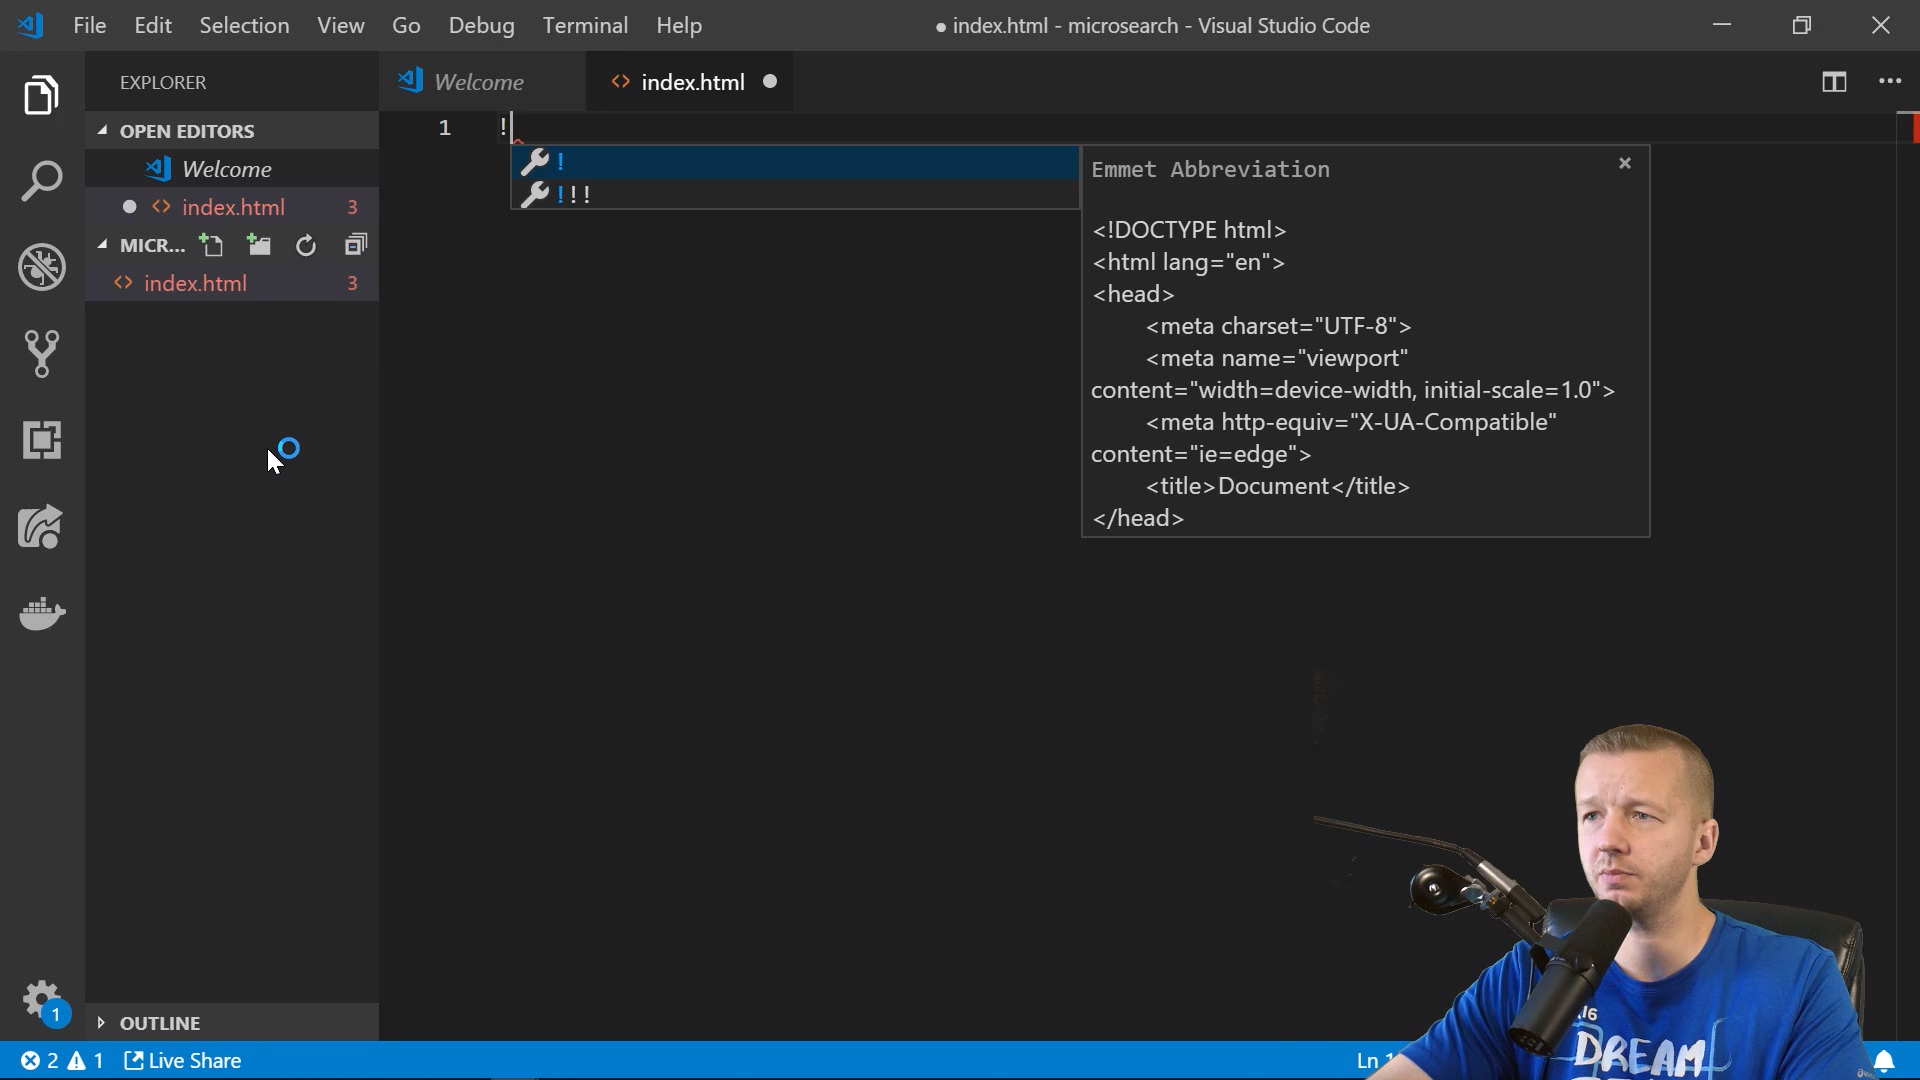 File Edit Selection View Go Debug Terminal Help
● index.html - microsearch - Visual Studio Code
EXPLORER
Welcome
index.html
OPEN EDITORS
Welcome
index.html 3
MICR...
index.html 3
1
!
!
!!!
Emmet Abbreviation
<!DOCTYPE html>
<html lang="en">
<head>
<meta charset="UTF-8">
<meta name="viewport"
content="width=device-width, initial-scale=1.0">
<meta http-equiv="X-UA-Compatible"
content="ie=edge">
<title>Document</title>
</head>
1
OUTLINE
2 1 Live Share
Ln 1
DREAM